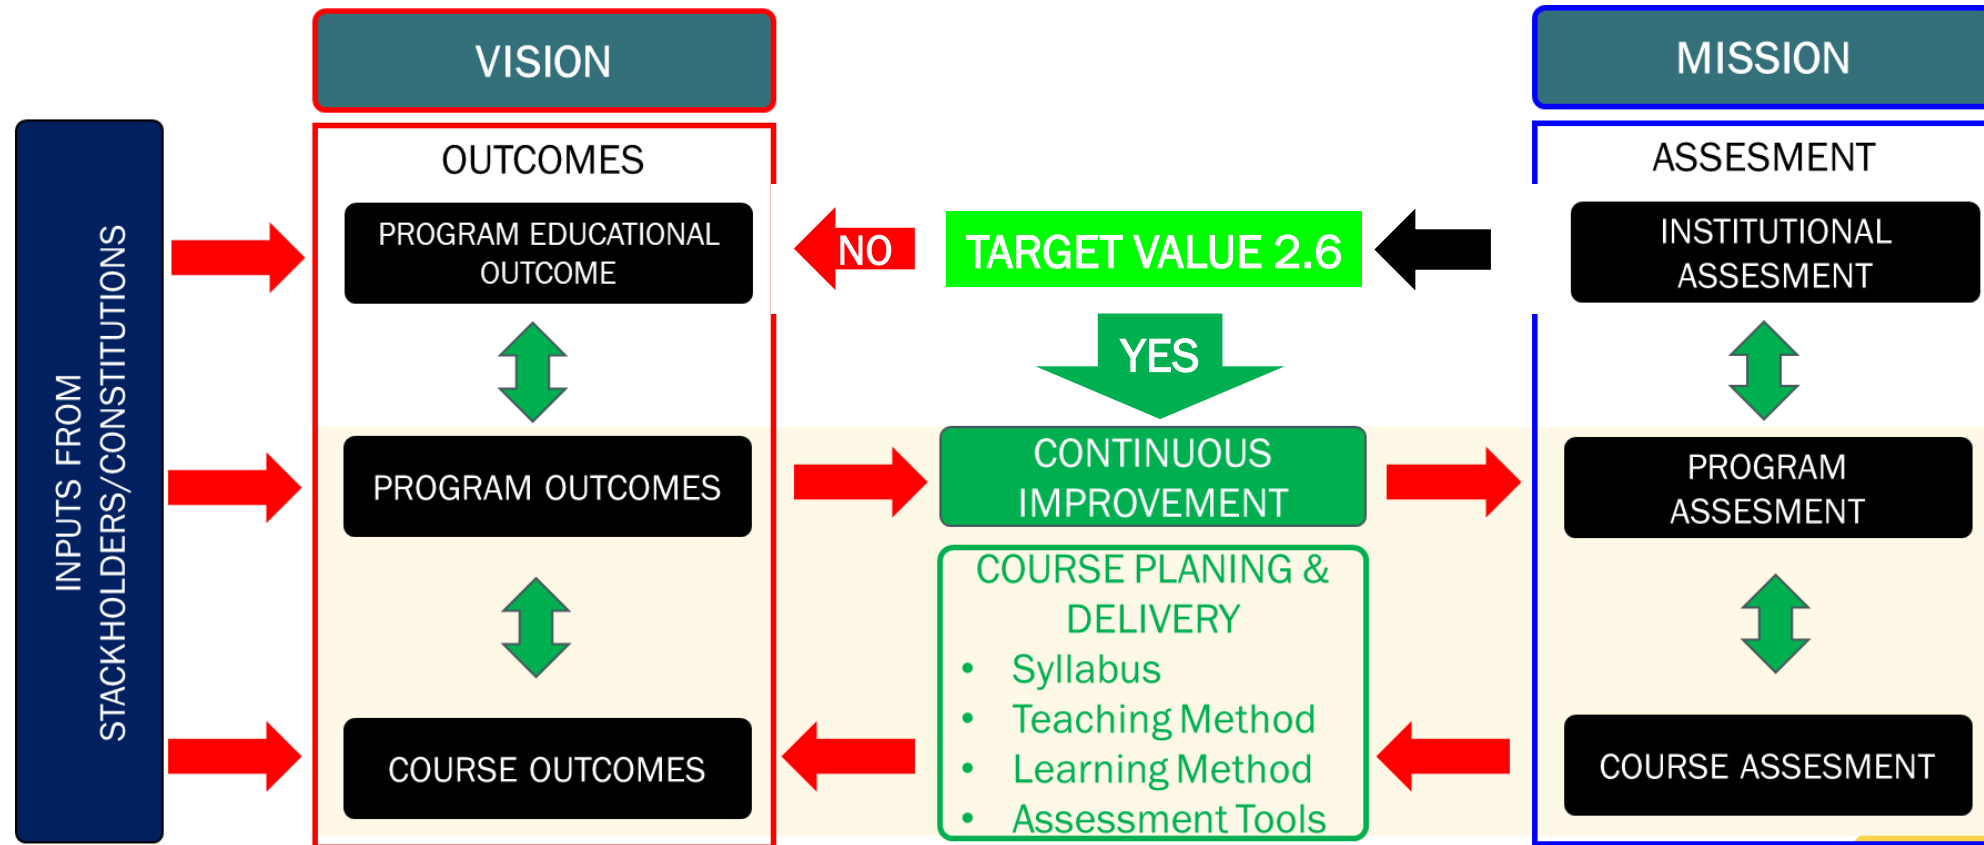 VISION
MISSION
INPUTS FROM
STACKHOLDERS/CONSTITUTIONS
OUTCOMES
PROGRAM EDUCATIONAL
OUTCOME
NO
TARGET VALUE 2.6
YES
ASSESMENT
INSTITUTIONAL
ASSESMENT
PROGRAM OUTCOMES
CONTINUOUS
IMPROVEMENT
PROGRAM
ASSESMENT
COURSE OUTCOMES
COURSE PLANING &
DELIVERY
• Syllabus
• Teaching Method
• Learning Method
• Assessment Tools
COURSE ASSESMENT